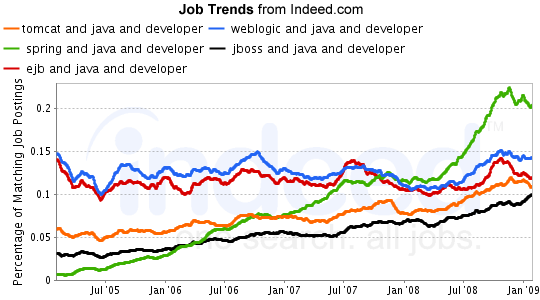 Job Trends from Indeed.com
tomcat and java and developer weblogic and java and developer
spring and java and developer jboss and java and developer
ejb and java and developer
Percentage of Matching Job Postings
0.2
0.15
0.1
0.05
0
indeed
TM
search. all jobs.
Jul '05 Jan '06 Jul '06 Jan '07 Jul '07 Jan '08 Jul '08 Jan '09